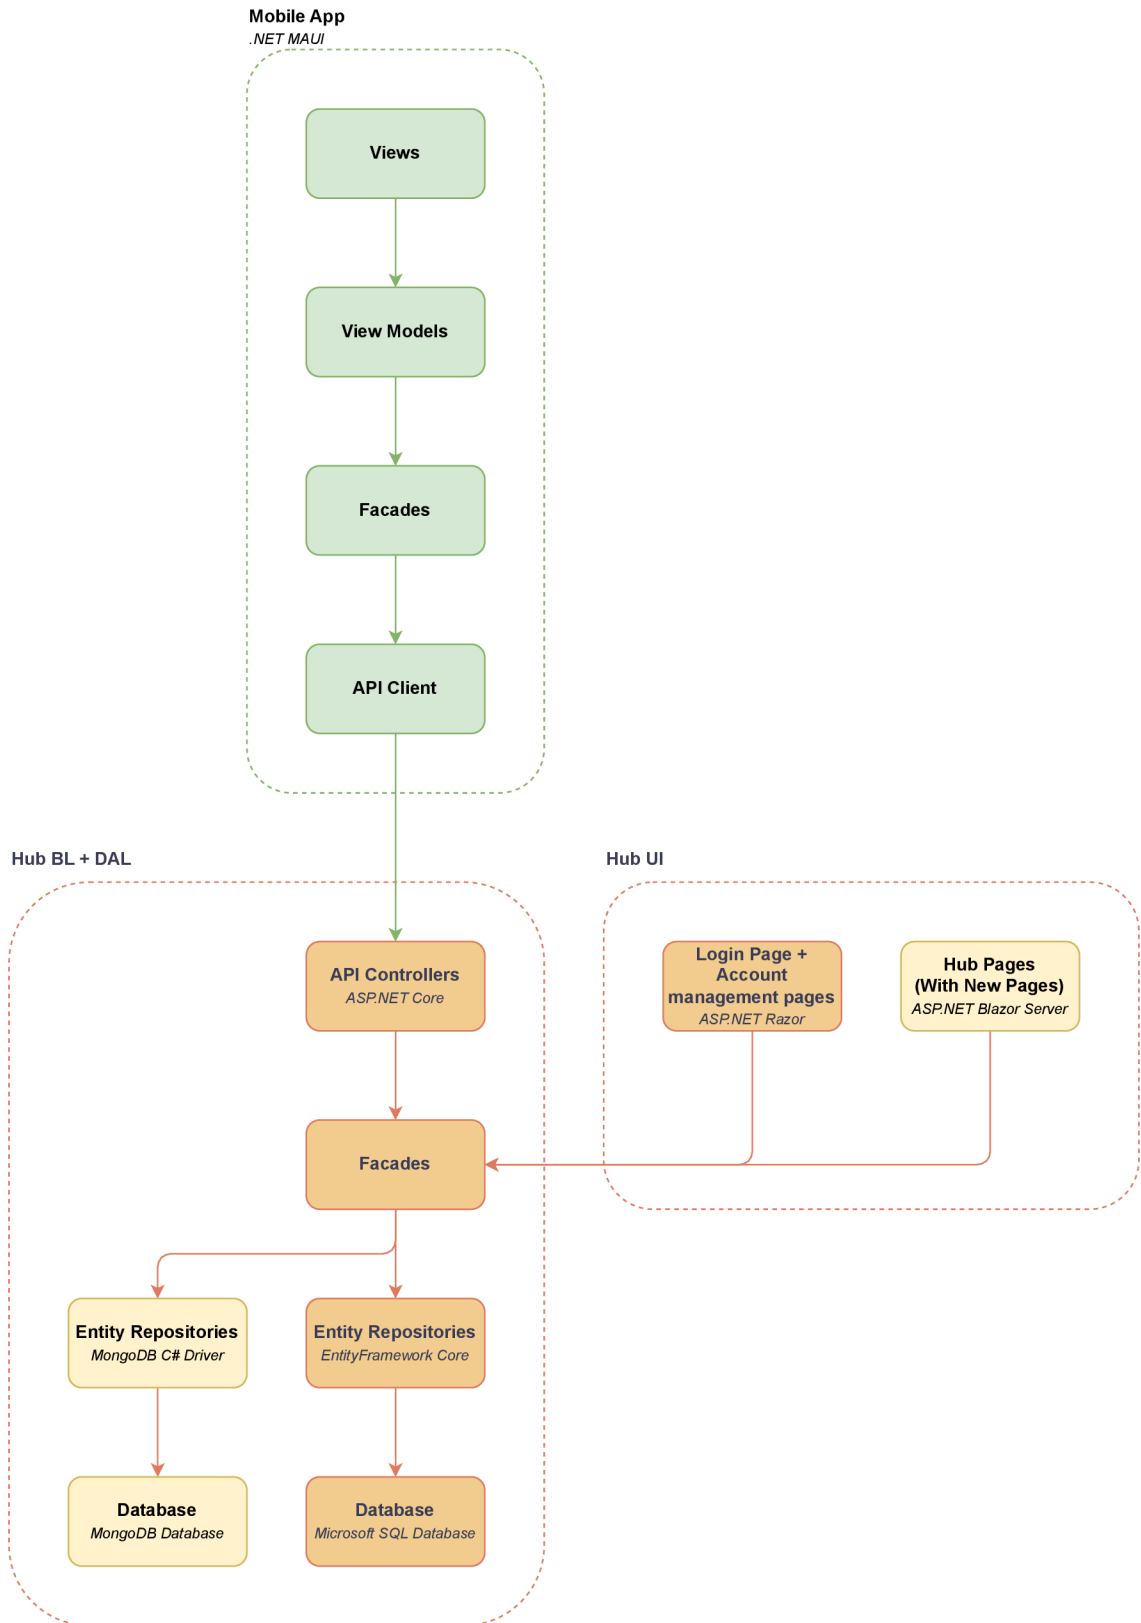 Mobile App
.NET MAUI
Views
View Models
Facades
API Client
Hub BL + DAL
Hub UI
API Controllers
ASP.NET Core
Login Page +
Account
management pages
ASP.NET Razor
Hub Pages
(With New Pages)
ASP.NET Blazor Server
Facades
Entity Repositories
MongoDB C# Driver
Entity Repositories
EntityFramework Core
Database
MongoDB Database
Database
Microsoft SQL Database